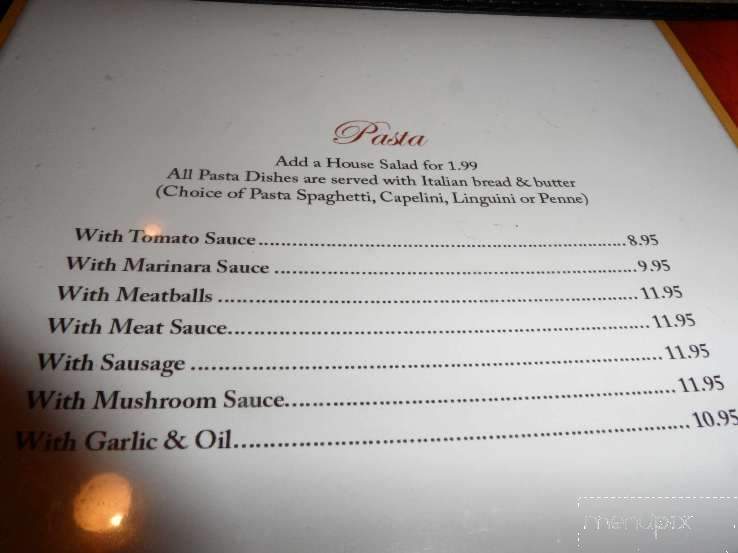 Pasta
Add a House Salad for 1.99
All Pasta Dishes are served with Italian bread & butter
(Choice of Pasta Spaghetti, Capelini, Linguini or Penne)
With Tomato Sauce........................................8.95
With Marinara Sauce........................................9.95
With Meatballs........................................11.95
With Meat Sauce........................................11.95
With Sausage........................................11.95
With Mushroom Sauce........................................11.95
With Garlic & Oil........................................10.95
menupix